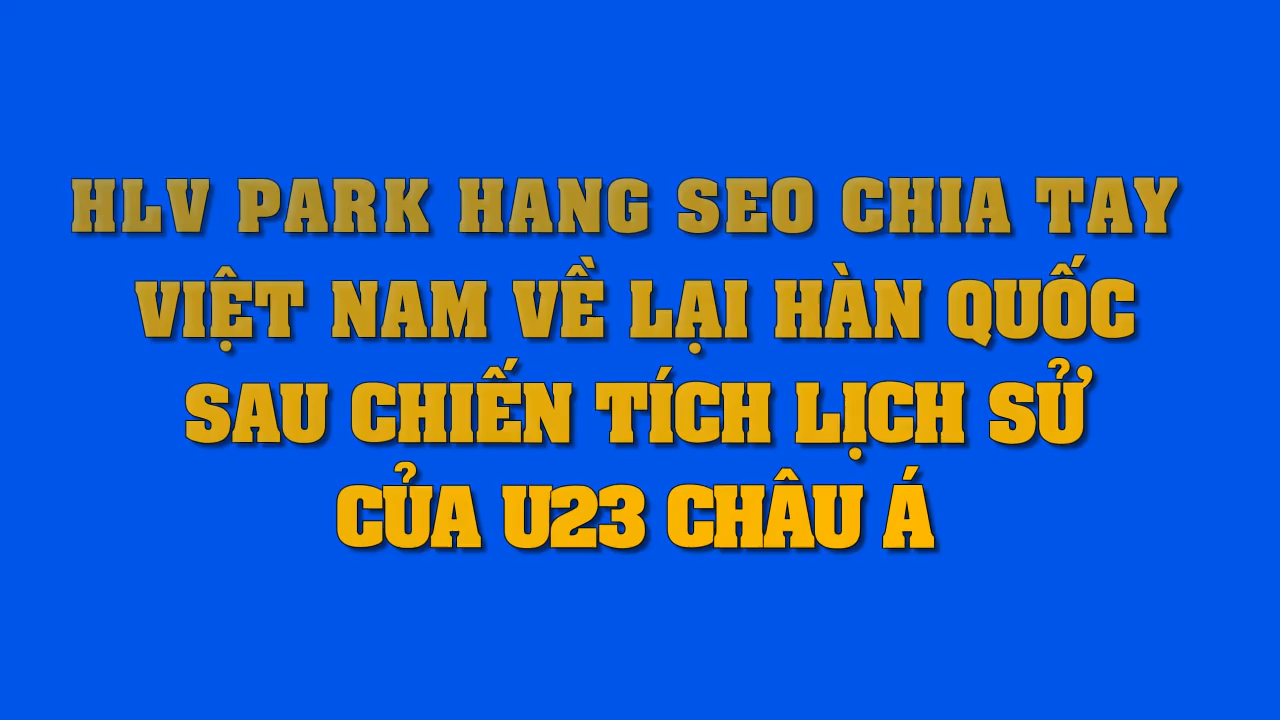 HLV PARK HANG SEO CHIA TAY
VIỆT NAM VỀ LẠI HÀN QUỐC
SAU CHIẾN TÍCH LỊCH SỬ
CỦA U23 CHÂU Á